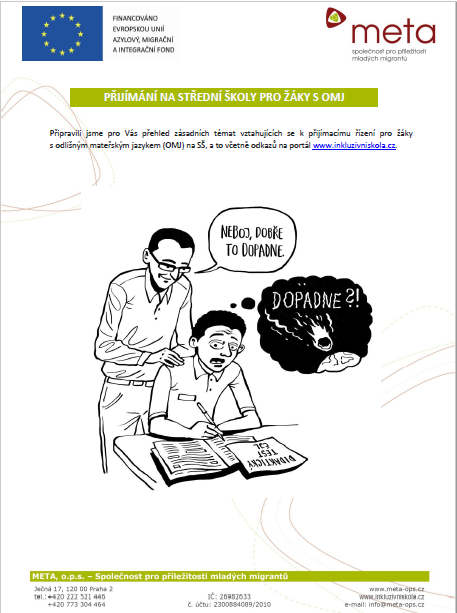 FINANCOVÁNO
EVROPSKOU UNIÍ
AZYLOVÝ, MIGRAČNÍ
A INTEGRAČNÍ FOND
meta
společnost pro příležitosti
mladých migrantů
PŘIJÍMÁNÍ NA STŘEDNÍ ŠKOLY PRO ŽÁKY S OMJ
Připravili jsme pro Vás přehled zásadních témat vztahujících se k přijímacímu řízení pro žáky
s odlišným mateřským jazykem (OMJ) na SŠ, a to včetně odkazů na portál www.inkluzivniskola.cz.
NEBOJ, DOBŘE
TO DOPADNE.
DOPADNE?!
DIDAKTICKÝ
TEST
ČJL
META, o.p.s. – Společnost pro příležitosti mladých migrantů
Ječná 17, 120 00 Praha 2
www.meta-ops.cz
tel.: +420 222 521 446
IČ: 26982633
www.inkluzivniskola.cz
+420 773 304 464
č. účtu: 2300084089/2010
e-mail: info@meta-ops.cz